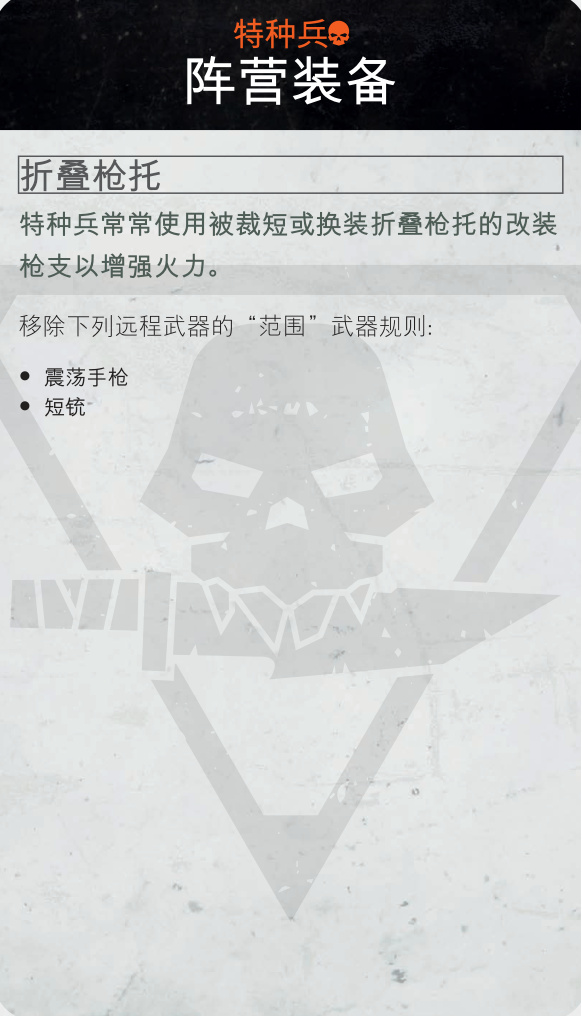 特种兵
阵营装备
折叠枪托
特种兵常常使用被裁短或换装折叠枪托的改装
枪支以增强火力。
移除下列远程武器的“范围”武器规则:
• 震荡手枪
• 短铳